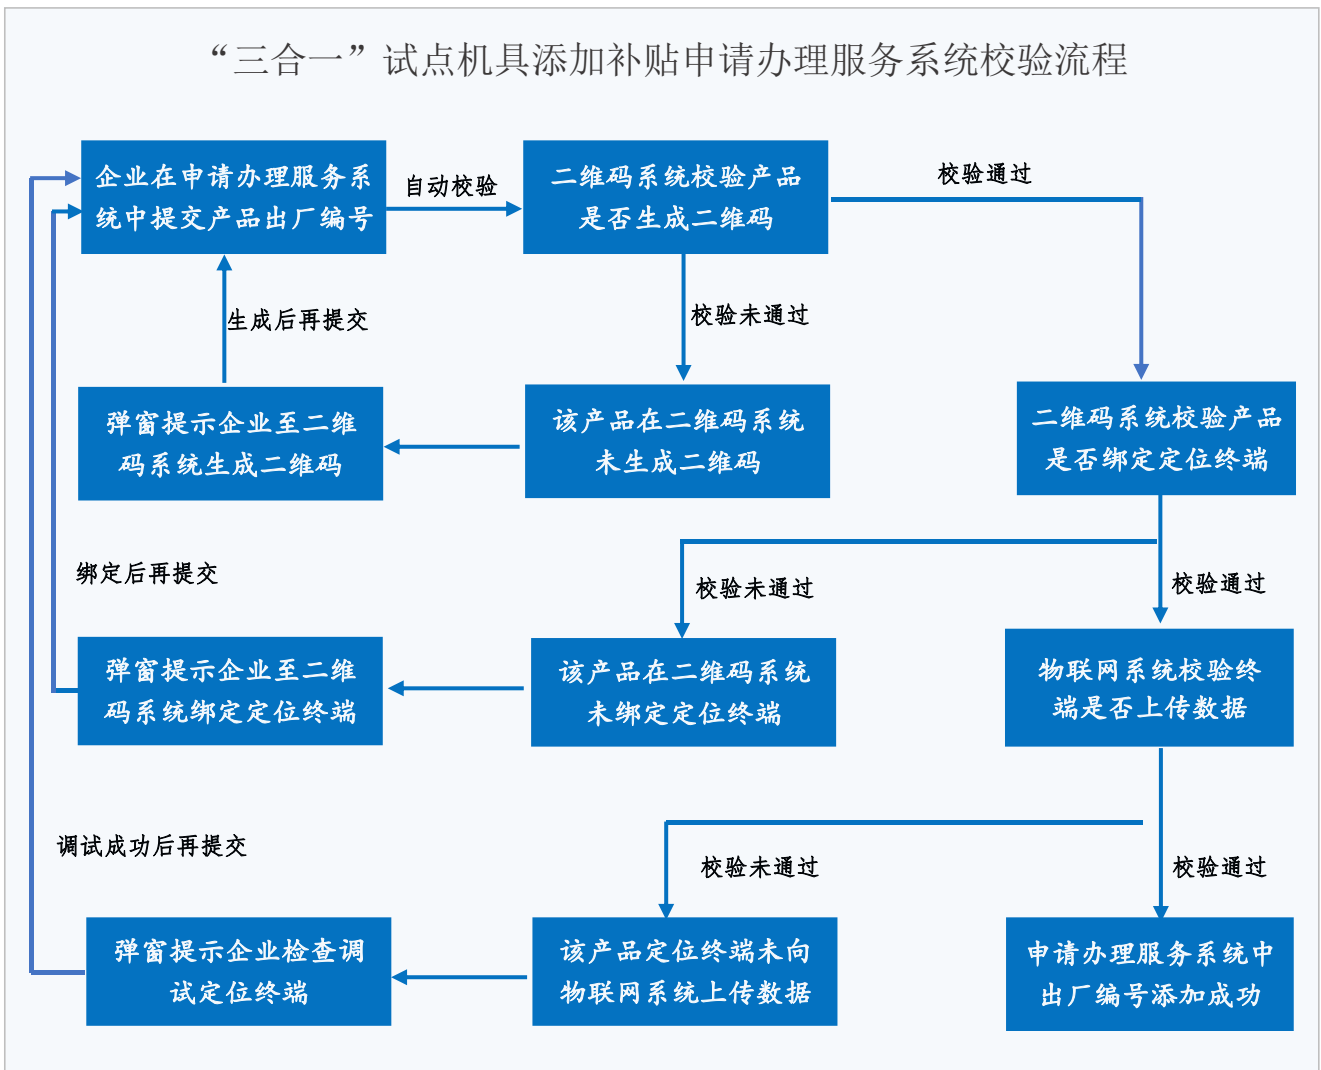 “三合一”试点机具添加补贴申请办理服务系统校验流程
企业在申请办理服务系
统中提交产品出厂编号
自动校验
二维码系统校验产品
是否生成二维码
校验通过
生成后再提交
校验未通过
弹窗提示企业至二维
码系统生成二维码
该产品在二维码系统
未生成二维码
二维码系统校验产品
是否绑定定位终端
绑定后再提交
校验未通过
校验通过
弹窗提示企业至二维
码系统绑定定位终端
该产品在二维码系统
未绑定定位终端
物联网系统校验终
端是否上传数据
调试成功后再提交
校验未通过
校验通过
弹窗提示企业检查调
试定位终端
该产品定位终端未向
物联网系统上传数据
申请办理服务系统中
出厂编号添加成功